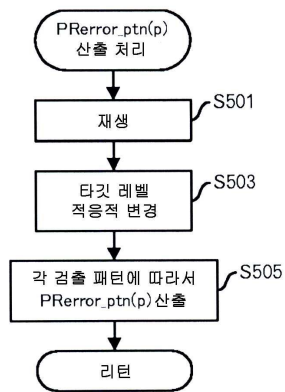 PRerror_ptn(p)
산출 처리
재생
S501
타깃 레벨
적응적 변경
S503
각 검출 패턴에 따라서
PRerror_ptn(p) 산출
S505
리턴